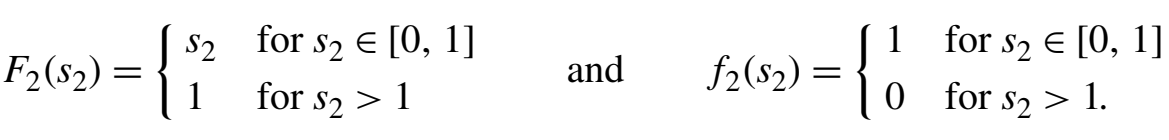 F₂(s₂) = { s₂ for s₂ ∈ [0, 1]
1 for s₂ > 1
and
f₂(s₂) = { 1 for s₂ ∈ [0, 1]
0 for s₂ > 1.